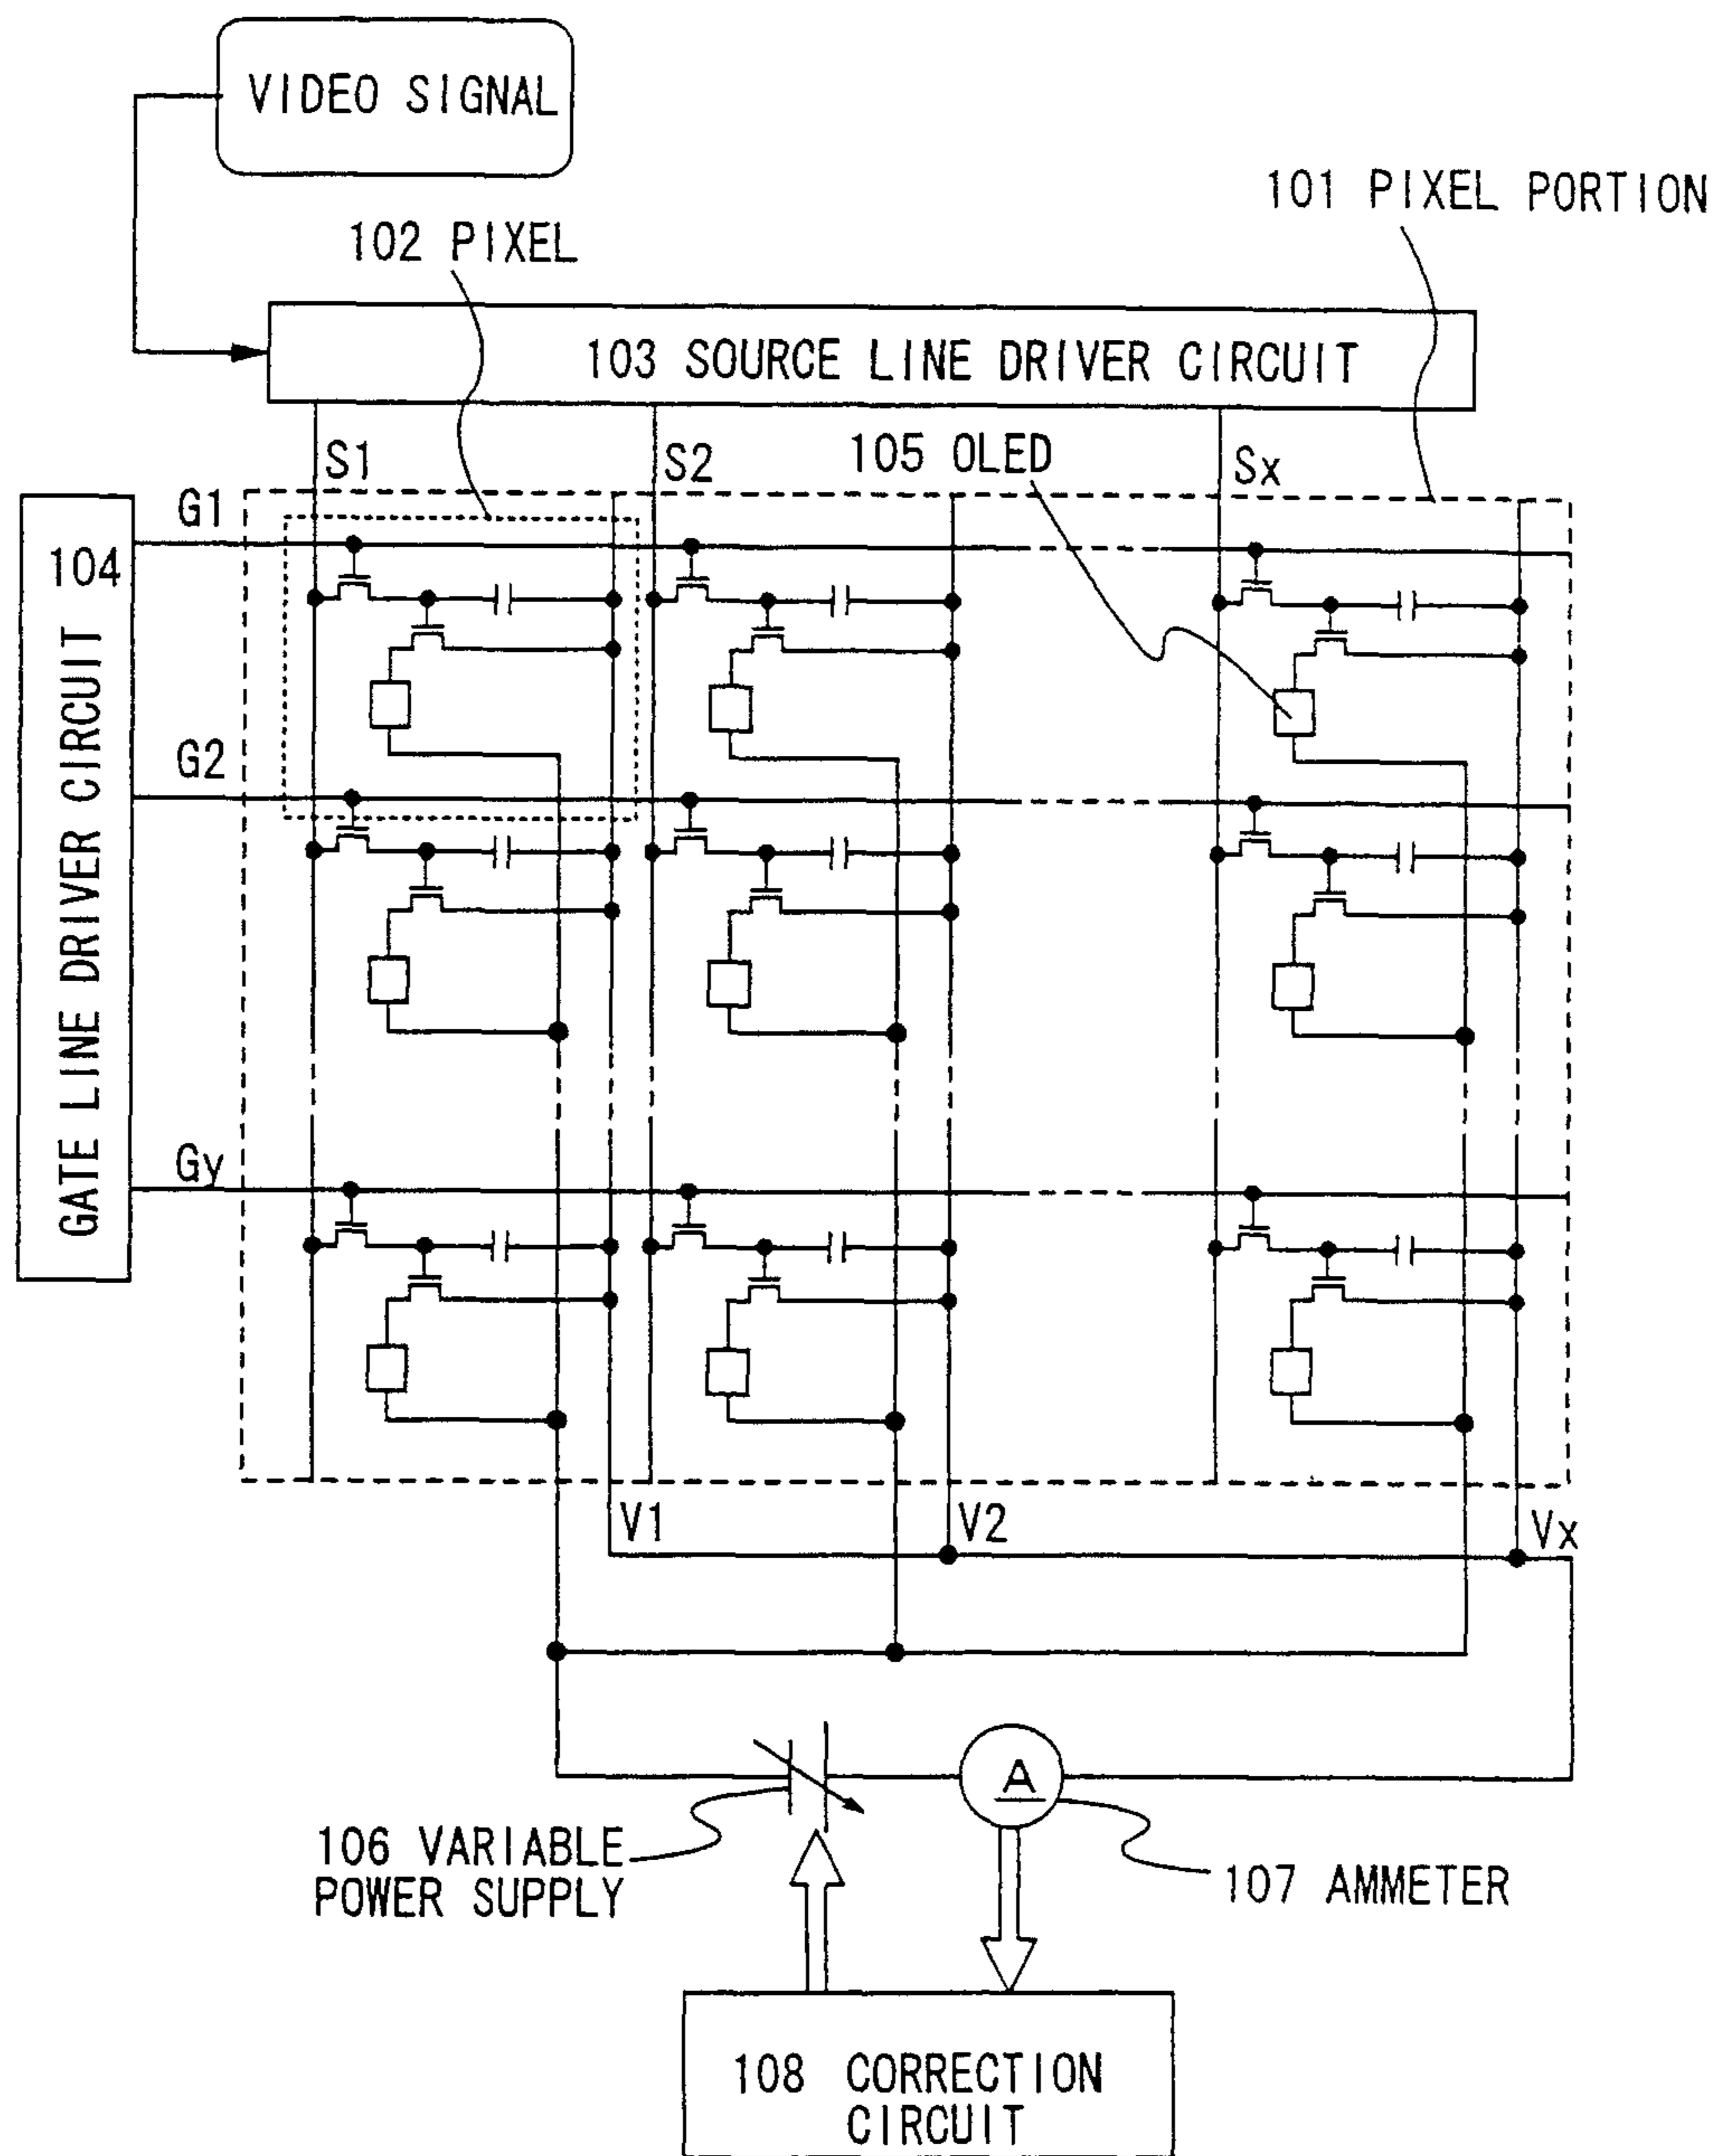 VIDEO SIGNAL
101 PIXEL PORTION
102 PIXEL
103 SOURCE LINE DRIVER CIRCUIT
S1
S2
105 OLED
Sx
G1
104
GATE LINE DRIVER CIRCUIT
G2
Gy
V1
V2
Vx
A
106 VARIABLE
POWER SUPPLY
107 AMMETER
108 CORRECTION
CIRCUIT